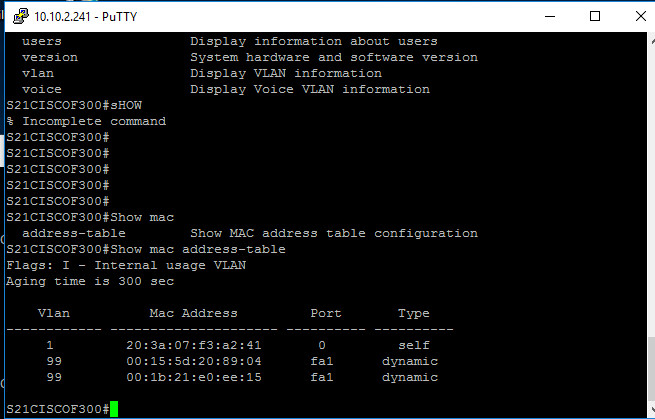 10.10.2.241 - PuTTY
users Display information about users
version System hardware and software version
vlan Display VLAN information
voice Display Voice VLAN information
S21CISCOF300#sHOW
% Incomplete command
S21CISCOF300#
S21CISCOF300#
S21CISCOF300#
S21CISCOF300#
S21CISCOF300#
S21CISCOF300#Show mac
address-table Show MAC address table configuration
S21CISCOF300#Show mac address-table
Flags: I - Internal usage VLAN
Aging time is 300 sec
Vlan Mac Address Port Type
------------ --------------------- ---------- ----------
1 20:3a:07:f3:a2:41 0 self
99 00:15:5d:20:89:04 fa1 dynamic
99 00:1b:21:e0:ee:15 fa1 dynamic
S21CISCOF300#